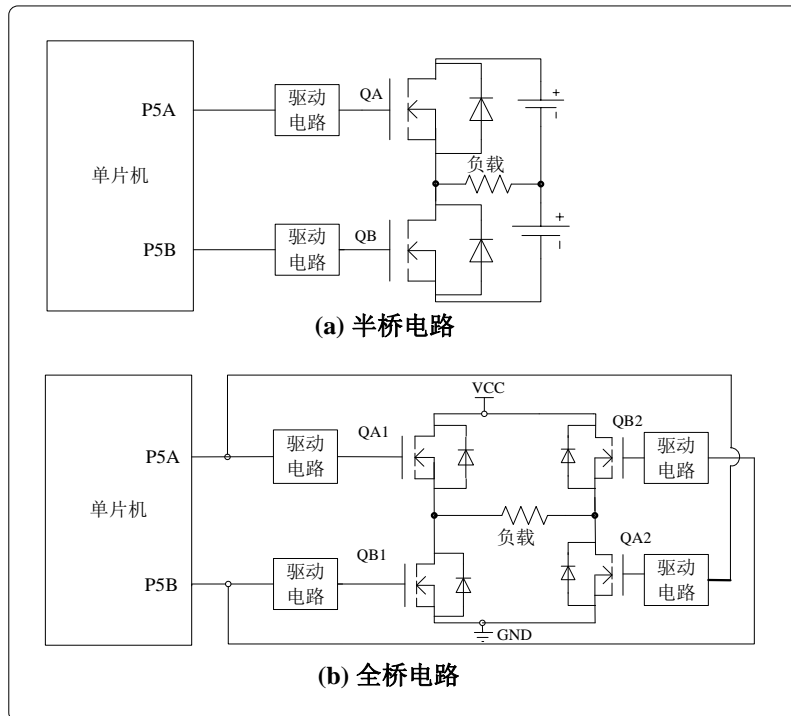 P5A
驱动
电路
QA
单片机
负载
P5B
驱动
电路
QB
(a) 半桥电路
VCC
P5A
驱动
电路
QA1
QB2
驱动
电路
单片机
负载
QA2
P5B
驱动
电路
QB1
驱动
电路
GND
(b) 全桥电路